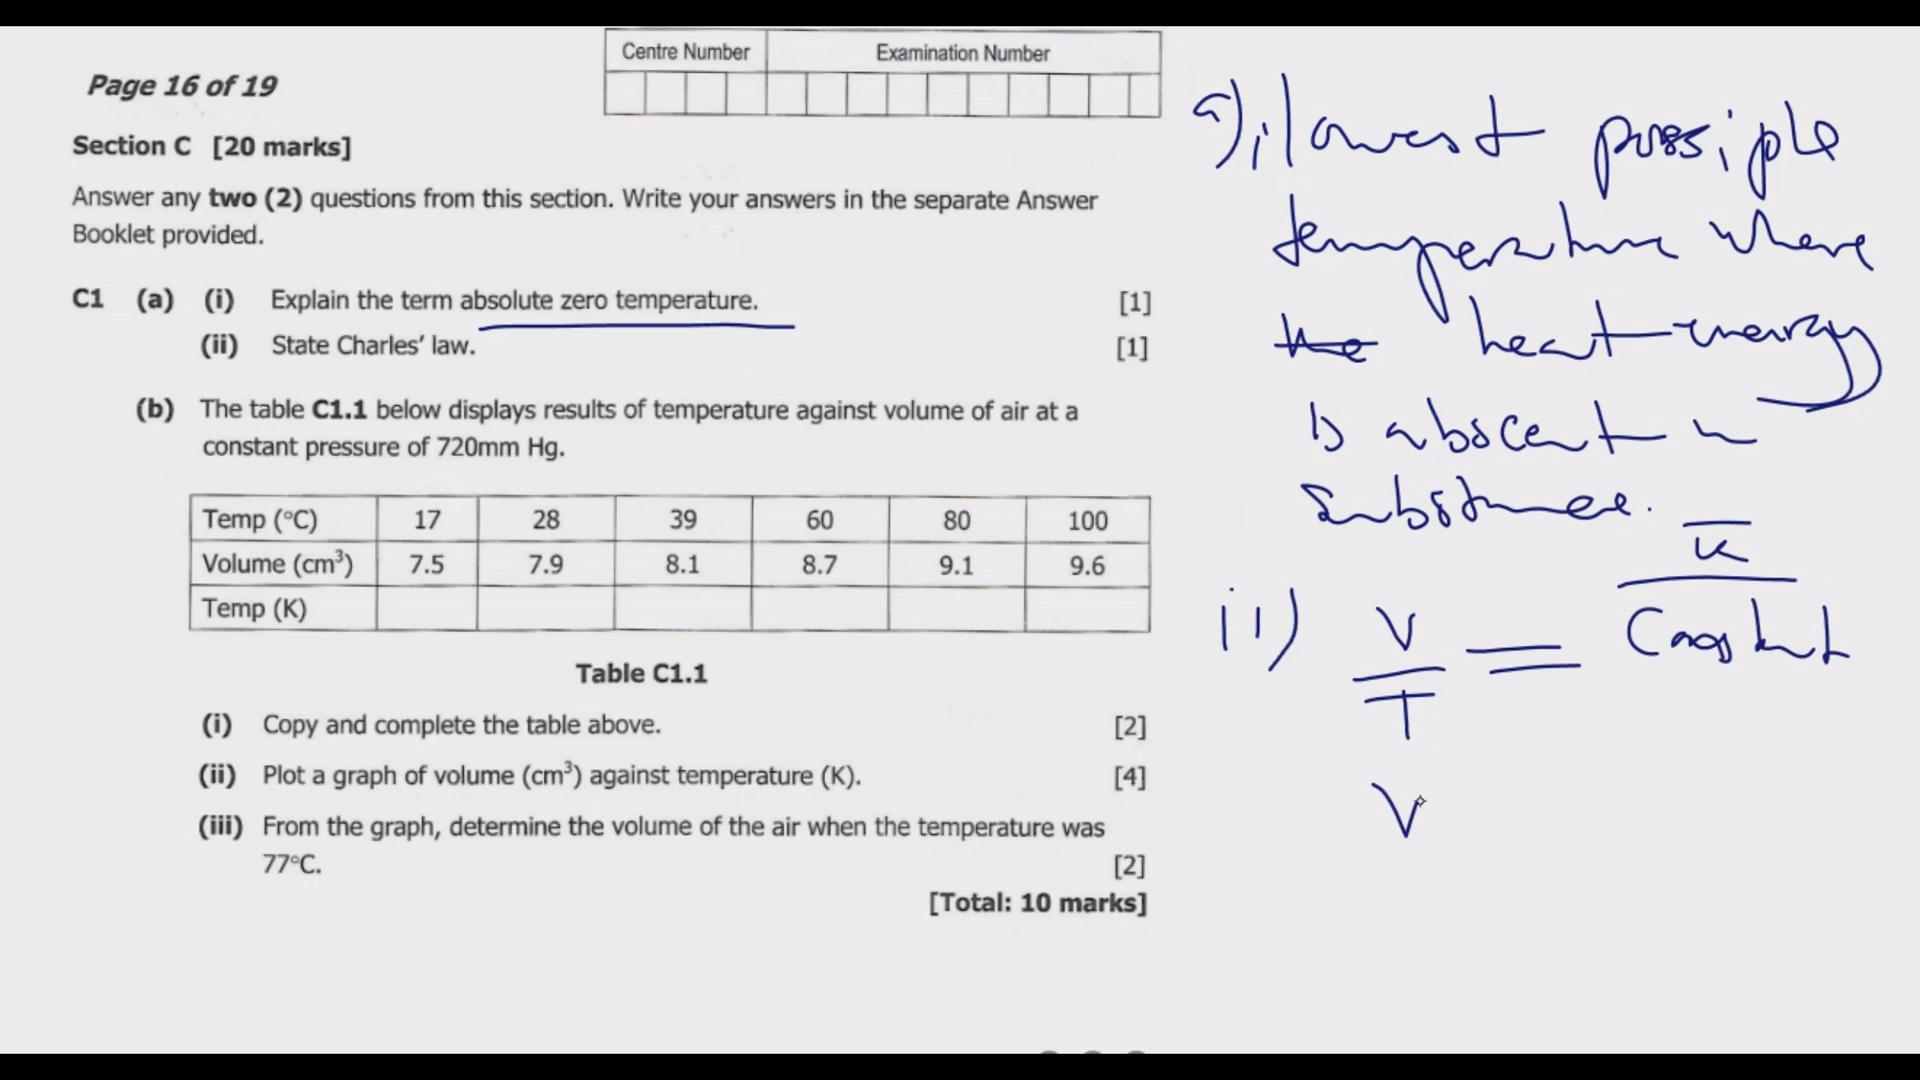 Centre Number Examination Number
Page 16 of 19
Section C [20 marks]
Answer any two (2) questions from this section. Write your answers in the separate Answer
Booklet provided.
C1 (a) (i) Explain the term absolute zero temperature. [1]
(ii) State Charles' law. [1]
(b) The table C1.1 below displays results of temperature against volume of air at a
constant pressure of 720mm Hg.
Temp (°C) 17 28 39 60 80 100
Volume (cm³) 7.5 7.9 8.1 8.7 9.1 9.6
Temp (K)
Table C1.1
(i) Copy and complete the table above. [2]
(ii) Plot a graph of volume (cm³) against temperature (K). [4]
(iii) From the graph, determine the volume of the air when the temperature was
77°C. [2]
[Total: 10 marks]
a) i lowest possiple
temperature where
the heat energy
is abscent in
substance.
K
ii) V = Constant
T
V